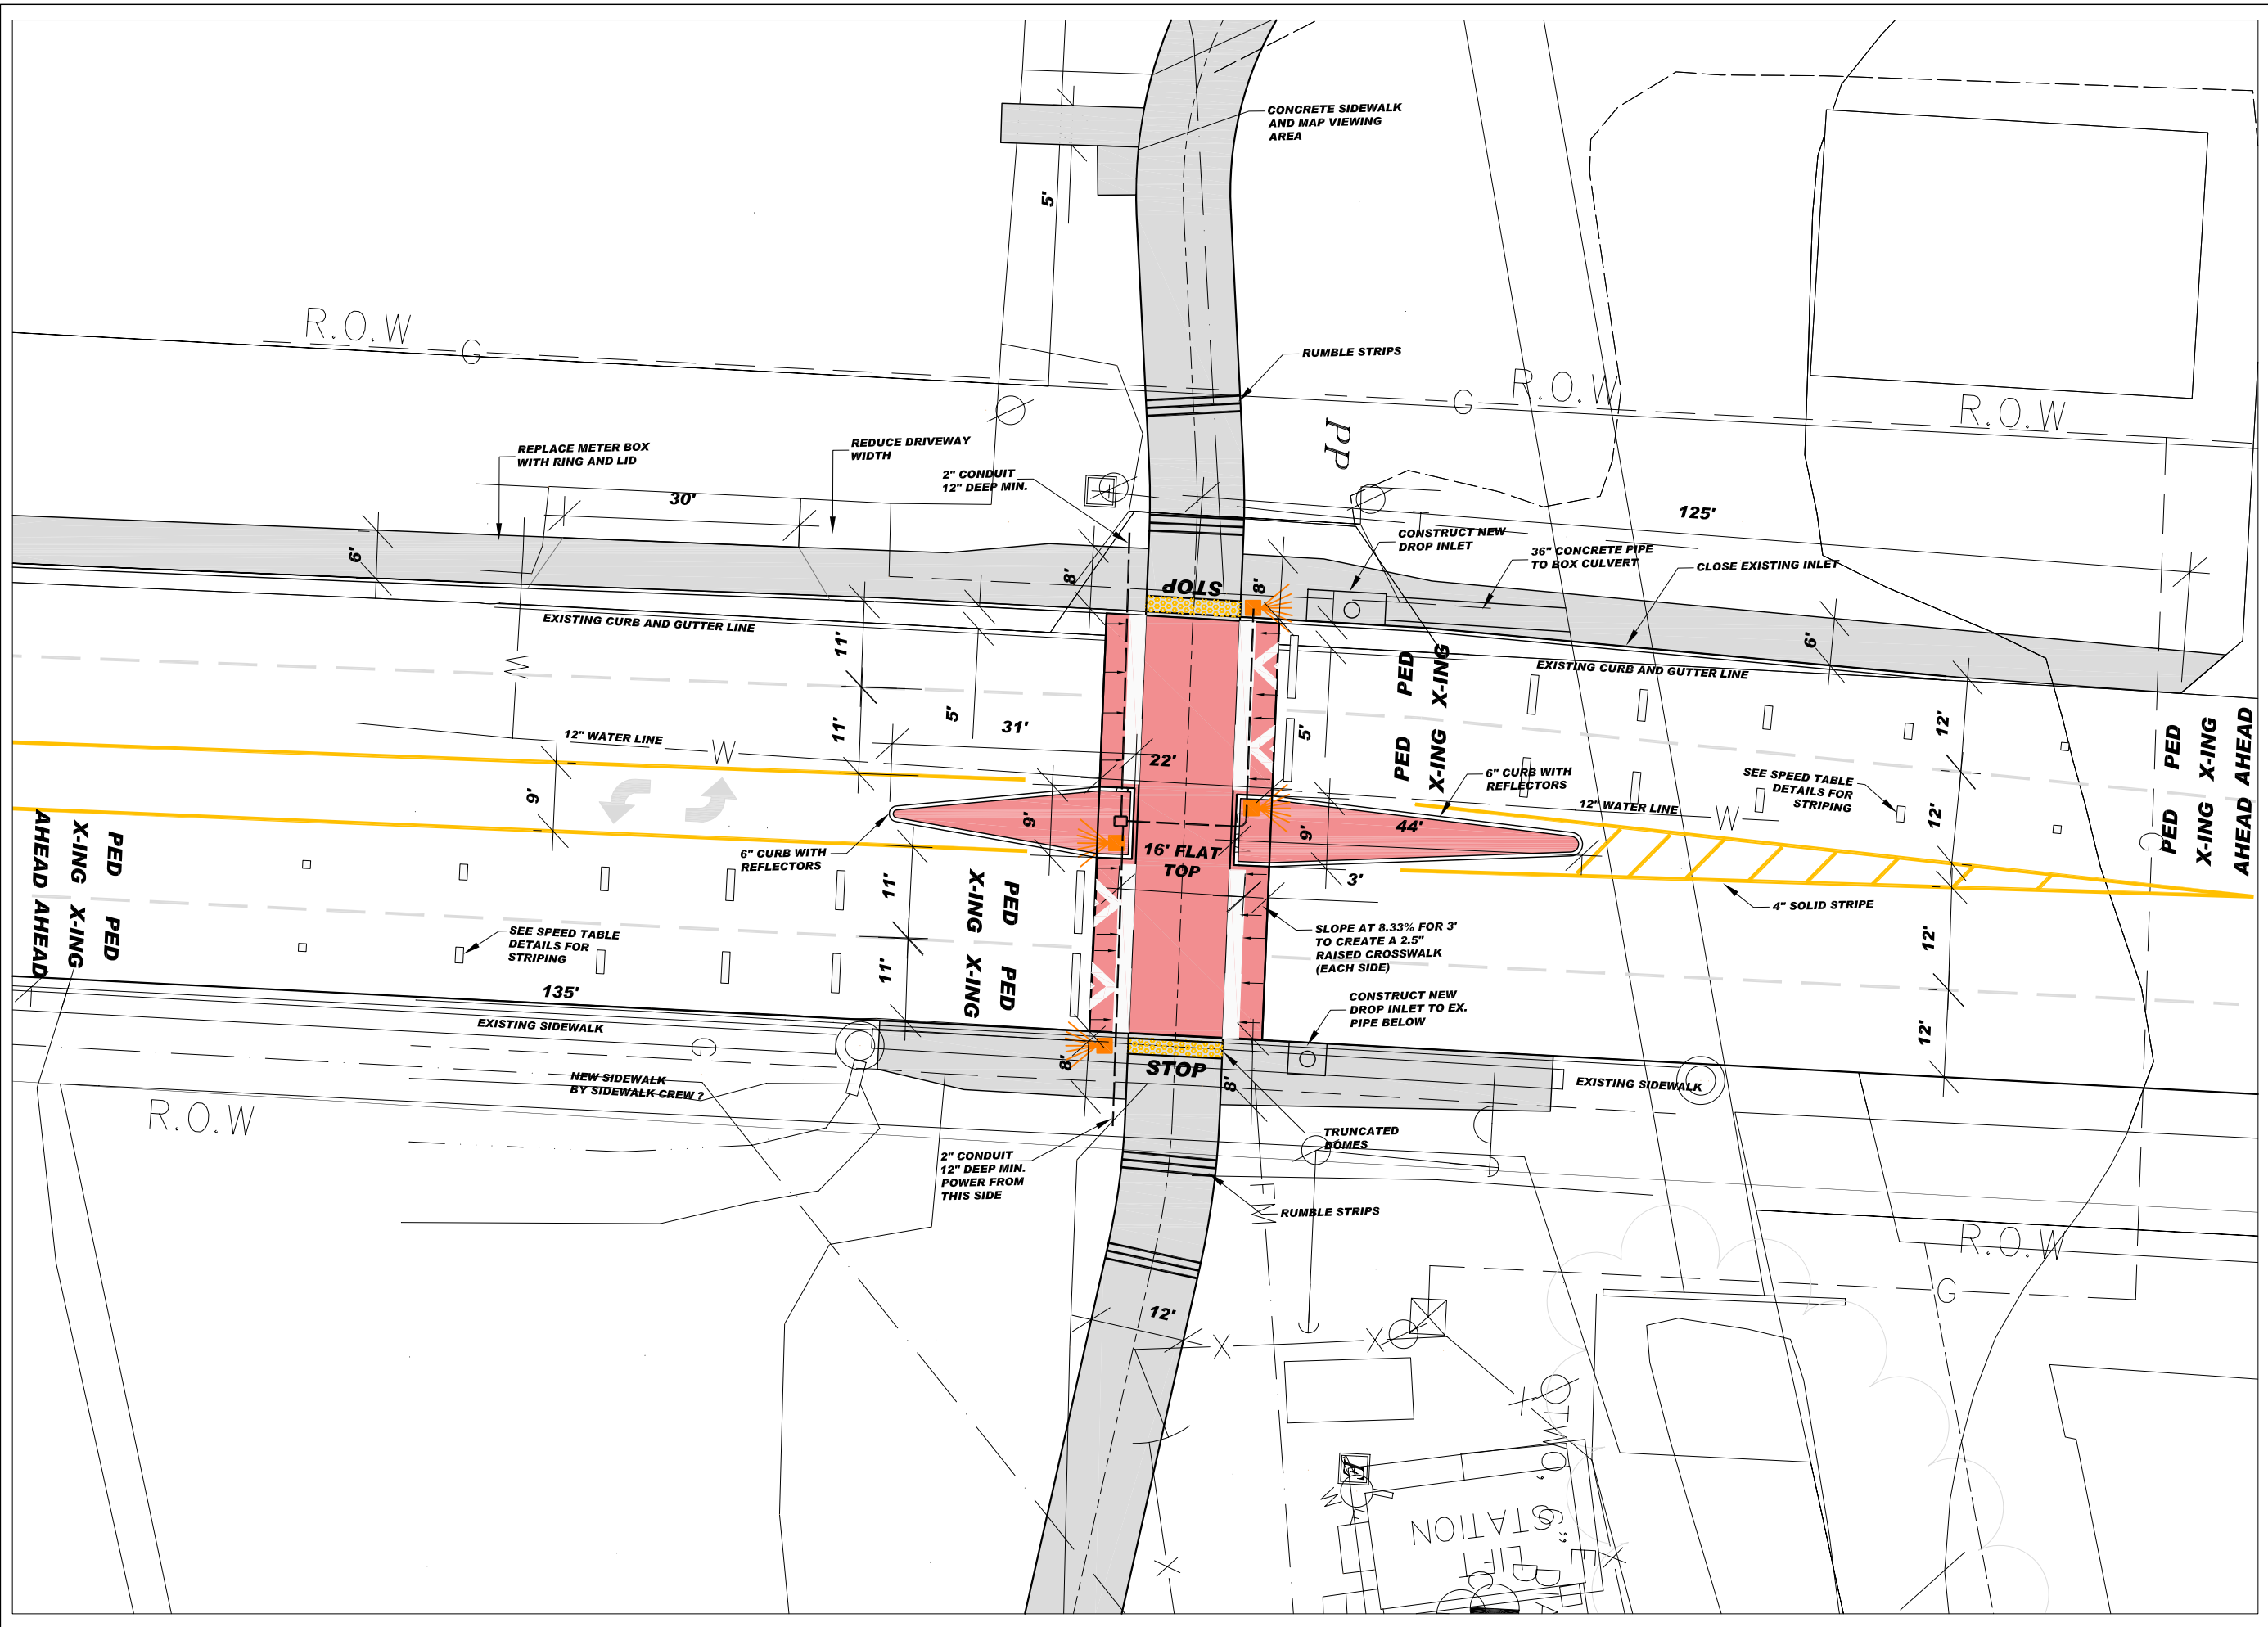 CONCRETE SIDEWALK
AND MAP VIEWING
AREA
5'
R.O.W
G
RUMBLE STRIPS
G
R.O.W
R.O.W
PP
REPLACE METER BOX
WITH RING AND LID
REDUCE DRIVEWAY
WIDTH
2" CONDUIT
12" DEEP MIN.
30'
125'
CONSTRUCT NEW
DROP INLET
36" CONCRETE PIPE
TO BOX CULVERT
CLOSE EXISTING INLET
6'
8'
STOP
8'
6'
EXISTING CURB AND GUTTER LINE
EXISTING CURB AND GUTTER LINE
W
11'
11'
5'
31'
22'
5'
PED
X-ING
PED
X-ING
12'
12'
PED
X-ING
AHEAD
PED
X-ING
AHEAD
12" WATER LINE
W
9'
6" CURB WITH
REFLECTORS
12" WATER LINE
W
SEE SPEED TABLE
DETAILS FOR
STRIPING
G
9'
16' FLAT
TOP
9'
44'
3'
6" CURB WITH
REFLECTORS
4" SOLID STRIPE
PED
X-ING
AHEAD
PED
X-ING
AHEAD
SEE SPEED TABLE
DETAILS FOR
STRIPING
11'
11'
PED
X-ING
PED
X-ING
SLOPE AT 8.33% FOR 3'
TO CREATE A 2.5"
RAISED CROSSWALK
(EACH SIDE)
12'
12'
135'
CONSTRUCT NEW
DROP INLET TO EX.
PIPE BELOW
EXISTING SIDEWALK
G
8'
STOP
8'
EXISTING SIDEWALK
NEW SIDEWALK
BY SIDEWALK CREW ?
R.O.W
TRUNCATED
DOMES
2" CONDUIT
12" DEEP MIN.
POWER FROM
THIS SIDE
FM
RUMBLE STRIPS
R.O.W
G
12'
X
X
X
STATION
LIFT
X
X